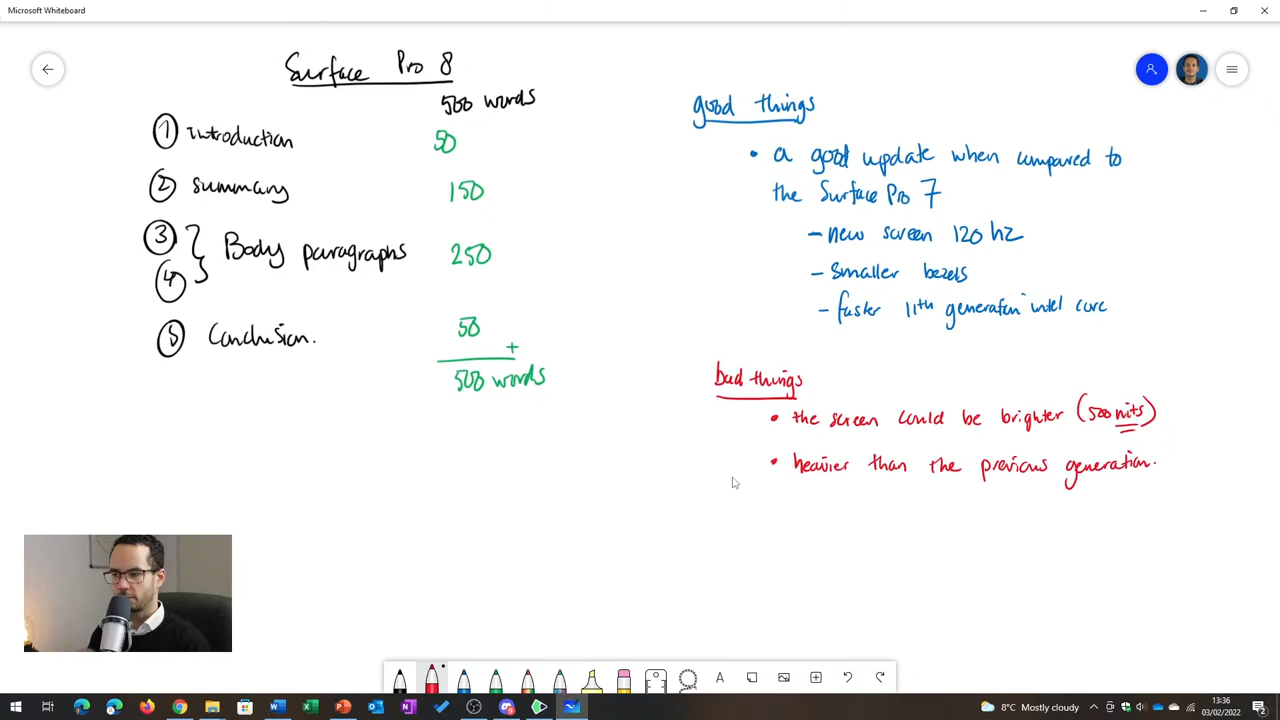 Microsoft Whiteboard
Surface Pro 8
500 words
① introduction 50
② summary 150
③ ④ } Body paragraphs 250
⑤ Conclusion. 50
+
500 words
good things
• a good update when compared to
the Surface Pro 7
- new screen 120 hz
- smaller bezels
- faster 11th generation intel core
bad things
• the screen could be brighter (500 nits)
• heavier than the previous generation.
8°C Mostly cloudy
13:36
03/02/2022